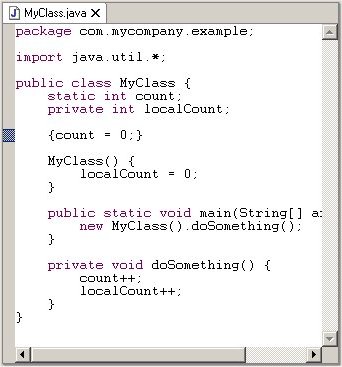 MyClass.java
package com.mycompany.example;
import java.util.*;
public class MyClass {
static int count;
private int localCount;
{count = 0;}
MyClass() {
localCount = 0;
}
public static void main(String[] a
new MyClass().doSomething();
}
private void doSomething() {
count++;
localCount++;
}
}